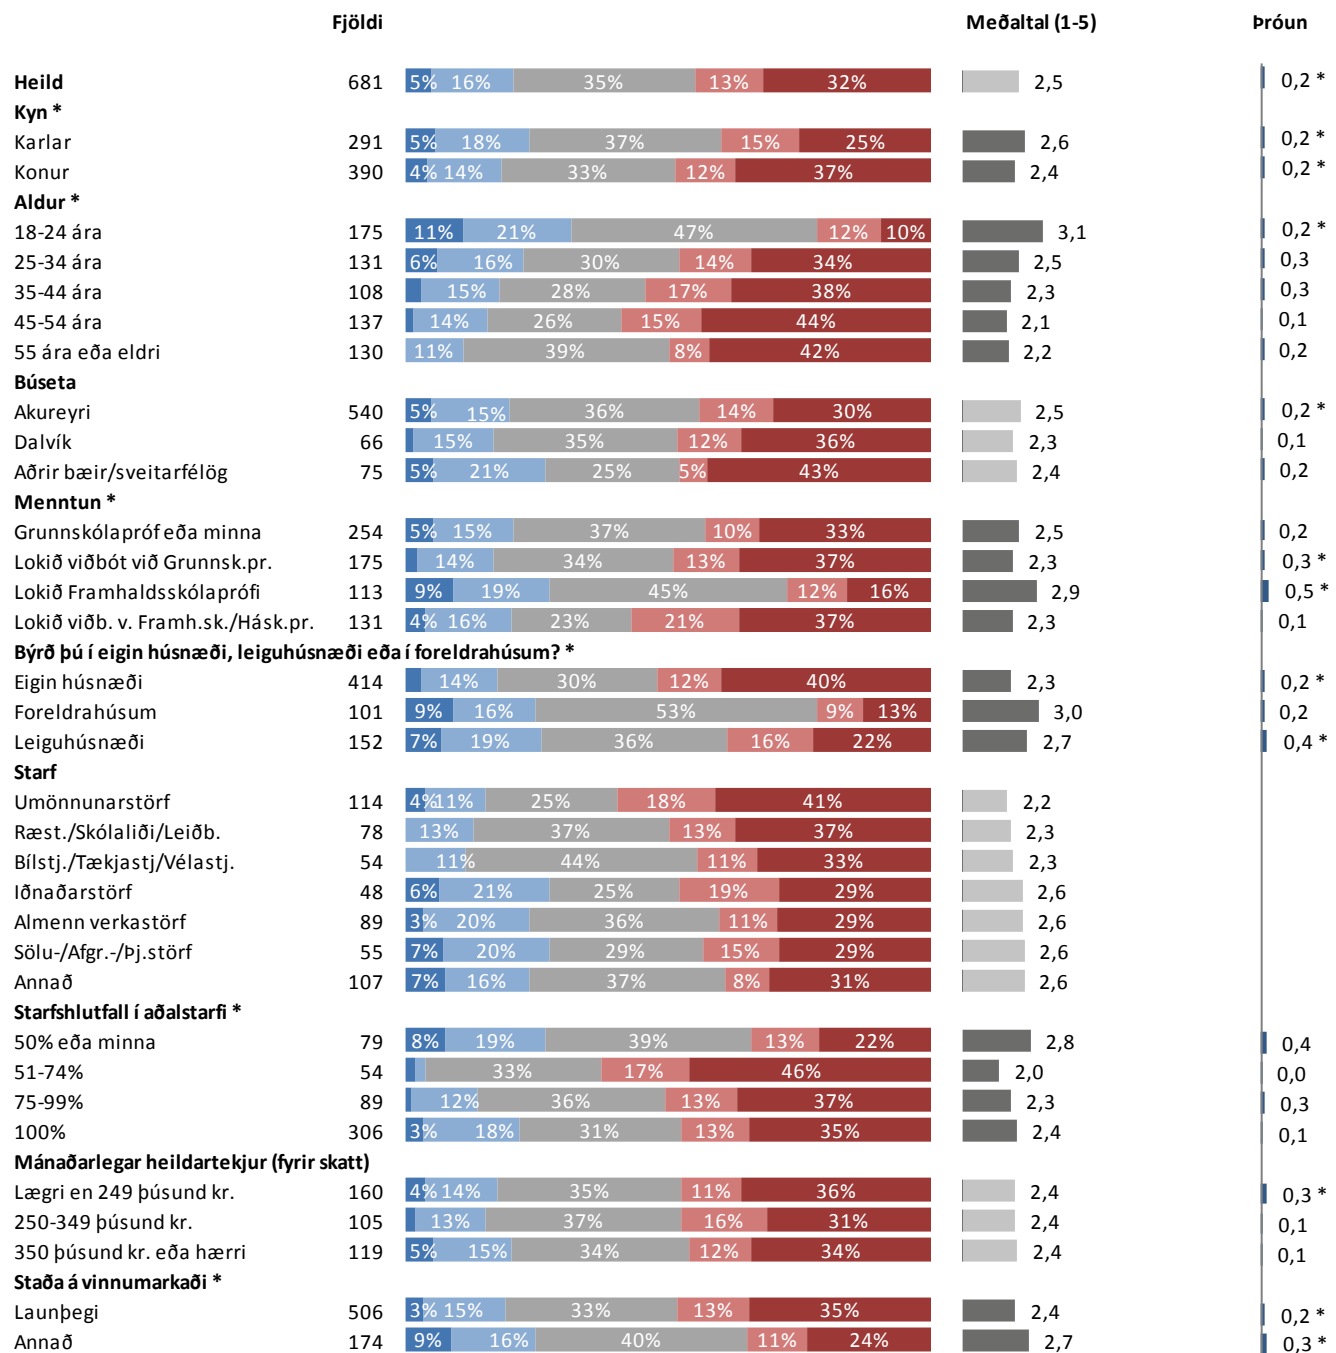 Fjöldi Meðaltal (1-5) Þróun
Heild 681 5% 16% 35% 13% 32% 2,5 0,2 *
Kyn *
Karlar 291 5% 18% 37% 15% 25% 2,6 0,2 *
Konur 390 4% 14% 33% 12% 37% 2,4 0,2 *
Aldur *
18-24 ára 175 11% 21% 47% 12% 10% 3,1 0,2 *
25-34 ára 131 6% 16% 30% 14% 34% 2,5 0,3
35-44 ára 108 15% 28% 17% 38% 2,3 0,3
45-54 ára 137 14% 26% 15% 44% 2,1 0,1
55 ára eða eldri 130 11% 39% 8% 42% 2,2 0,2
Búseta
Akureyri 540 5% 15% 36% 14% 30% 2,5 0,2 *
Dalvík 66 15% 35% 12% 36% 2,3 0,1
Aðrir bæir/sveitarfélög 75 5% 21% 25% 5% 43% 2,4 0,2
Menntun *
Grunnskólapróf eða minna 254 5% 15% 37% 10% 33% 2,5 0,2
Lokið viðbót við Grunnsk.pr. 175 14% 34% 13% 37% 2,3 0,3 *
Lokið Framhaldsskólaprófi 113 9% 19% 45% 12% 16% 2,9 0,5 *
Lokið viðb. v. Framh.sk./Hásk.pr. 131 4% 16% 23% 21% 37% 2,3 0,1
Býrð þú í eigin húsnæði, leiguhúsnæði eða í foreldrahúsum? *
Eigin húsnæði 414 14% 30% 12% 40% 2,3 0,2 *
Foreldrahúsum 101 9% 16% 53% 9% 13% 3,0 0,2
Leiguhúsnæði 152 7% 19% 36% 16% 22% 2,7 0,4 *
Starf
Umönnunarstörf 114 4% 11% 25% 18% 41% 2,2
Ræst./Skólaliði/Leiðb. 78 13% 37% 13% 37% 2,3
Bílstj./Tækjastj/Vélastj. 54 11% 44% 11% 33% 2,3
Iðnaðarstörf 48 6% 21% 25% 19% 29% 2,6
Almenn verkastörf 89 3% 20% 36% 11% 29% 2,6
Sölu-/Afgr.-/Þj.störf 55 7% 20% 29% 15% 29% 2,6
Annað 107 7% 16% 37% 8% 31% 2,6
Starfshlutfall í aðalstarfi *
50% eða minna 79 8% 19% 39% 13% 22% 2,8 0,4
51-74% 54 33% 17% 46% 2,0 0,0
75-99% 89 12% 36% 13% 37% 2,3 0,3
100% 306 3% 18% 31% 13% 35% 2,4 0,1
Mánaðarlegar heildartekjur (fyrir skatt)
Lægri en 249 þúsund kr. 160 4% 14% 35% 11% 36% 2,4 0,3 *
250-349 þúsund kr. 105 13% 37% 16% 31% 2,4 0,1
350 þúsund kr. eða hærri 119 5% 15% 34% 12% 34% 2,4 0,1
Staða á vinnumarkaði *
Launþegi 506 3% 15% 33% 13% 35% 2,4 0,2 *
Annað 174 9% 16% 40% 11% 24% 2,7 0,3 *